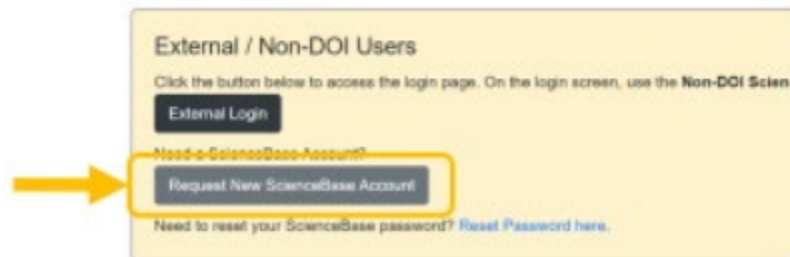 External / Non-DOI Users
Click the button below to access the login page. On the login screen, use the Non-DOI Scien
External Login
Need a ScienceBase Account?
Request New ScienceBase Account
Need to reset your ScienceBase password? Reset Password here.